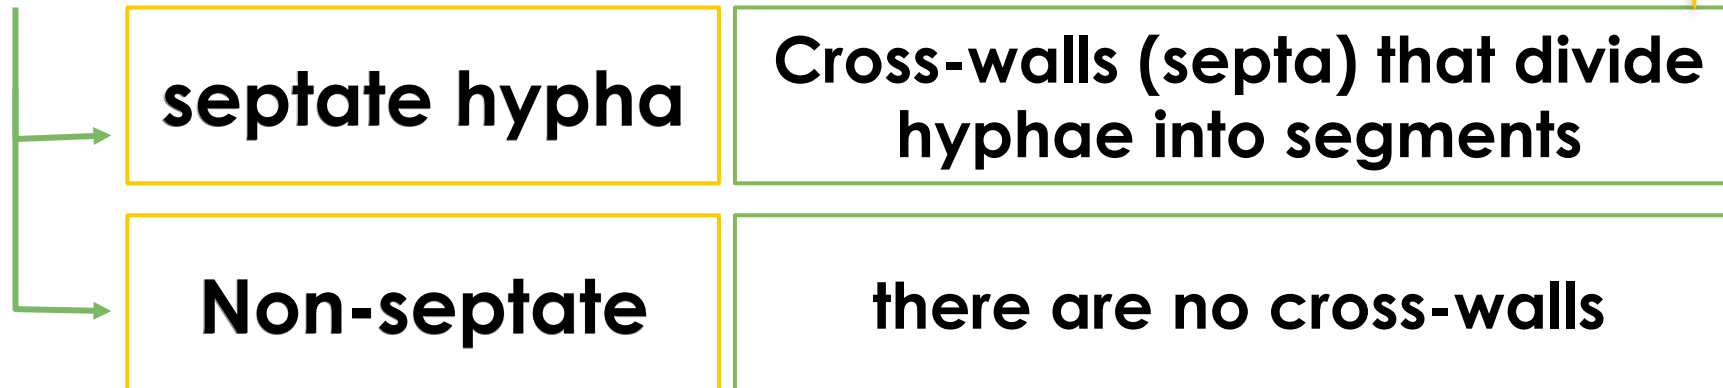 septate hypha
Cross-walls (septa) that divide
hyphae into segments
Non-septate
there are no cross-walls